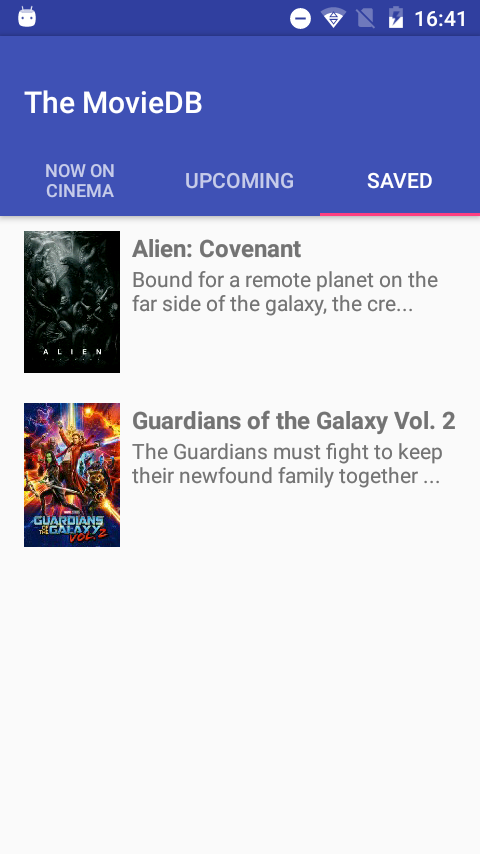 16:41
The MovieDB
NOW ON
CINEMA
UPCOMING
SAVED
Alien: Covenant
Bound for a remote planet on the
far side of the galaxy, the cre...
ALIEN
Guardians of the Galaxy Vol. 2
The Guardians must fight to keep
their newfound family together ...
GUARDIANS
OF THE GALAXY
VOL. 2